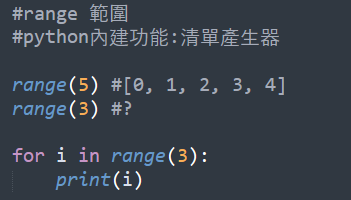 #range 範圍
#python內建功能:清單產生器
range(5) #[0, 1, 2, 3, 4]
range(3) #?
for i in range(3):
    print(i)